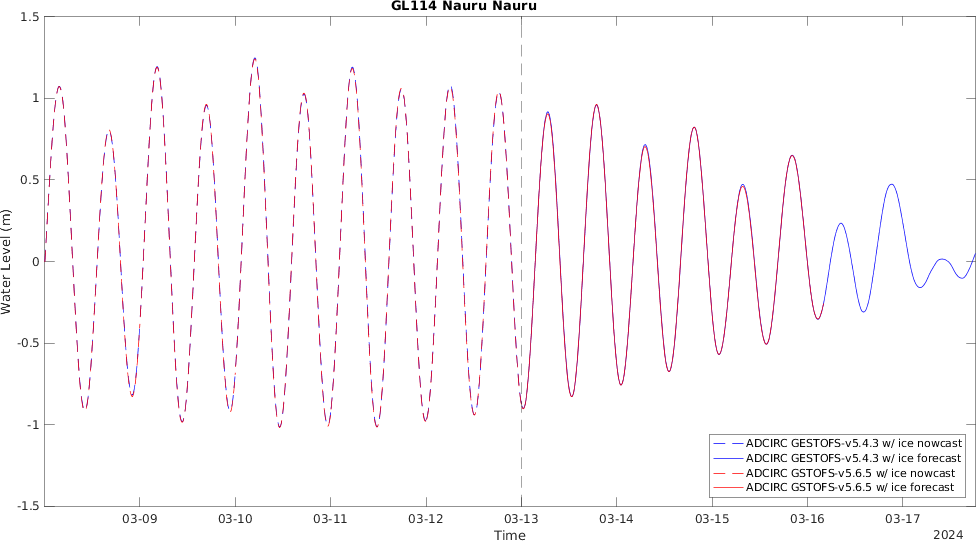 GL114 Nauru Nauru
1.5
1
0.5
0
-0.5
-1
-1.5
Water Level (m)
ADCIRC GESTOFS-v5.4.3 w/ ice nowcast
ADCIRC GESTOFS-v5.4.3 w/ ice forecast
ADCIRC GSTOFS-v5.6.5 w/ ice nowcast
ADCIRC GSTOFS-v5.6.5 w/ ice forecast
03-09 03-10 03-11 03-12 03-13 03-14 03-15 03-16 03-17
Time
2024